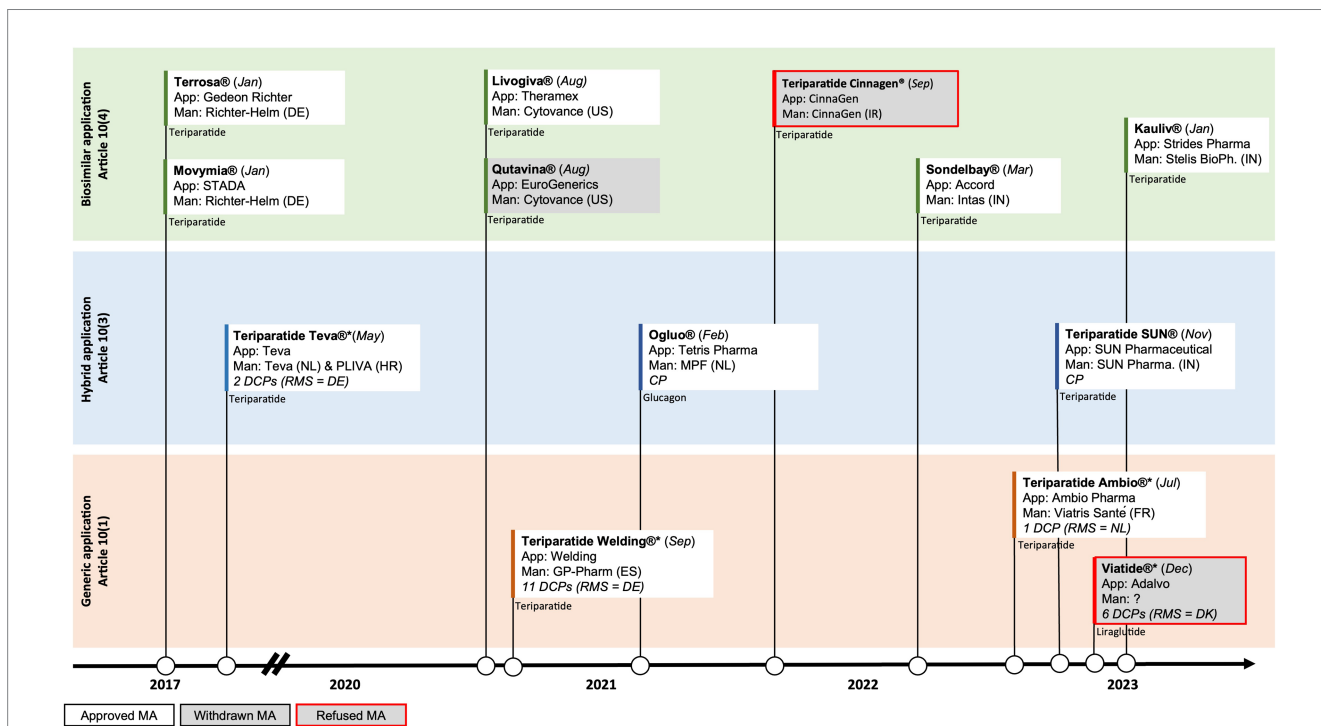 Biosimilar application
Article 10(4)
Terrosa® (Jan)
App: Gedeon Richter
Man: Richter-Helm (DE)
Teriparatide
Movymia® (Jan)
App: STADA
Man: Richter-Helm (DE)
Teriparatide
Livogiva® (Aug)
App: Theramex
Man: Cytovance (US)
Teriparatide
Qutavina® (Aug)
App: EuroGenerics
Man: Cytovance (US)
Teriparatide
Teriparatide Cinnagen® (Sep)
App: CinnaGen
Man: CinnaGen (IR)
Teriparatide
Sondelbay® (Mar)
App: Accord
Man: Intas (IN)
Teriparatide
Kauliv® (Jan)
App: Strides Pharma
Man: Stelis BioPh. (IN)
Teriparatide
Hybrid application
Article 10(3)
Teriparatide Teva®*(May)
App: Teva
Man: Teva (NL) & PLIVA (HR)
2 DCPs (RMS = DE)
Teriparatide
Ogluo® (Feb)
App: Tetris Pharma
Man: MPF (NL)
CP
Glucagon
Teriparatide SUN® (Nov)
App: SUN Pharmaceutical
Man: SUN Pharma. (IN)
CP
Teriparatide
Generic application
Article 10(1)
Teriparatide Welding®* (Sep)
App: Welding
Man: GP-Pharm (ES)
11 DCPs (RMS = DE)
Teriparatide
Teriparatide Ambio®* (Jul)
App: Ambio Pharma
Man: Viatris Santé (FR)
1 DCP (RMS = NL)
Teriparatide
Viatide®* (Dec)
App: Adalvo
Man: ?
6 DCPs (RMS = DK)
Liraglutide
2017 2020 2021 2022 2023
Approved MA Withdrawn MA Refused MA